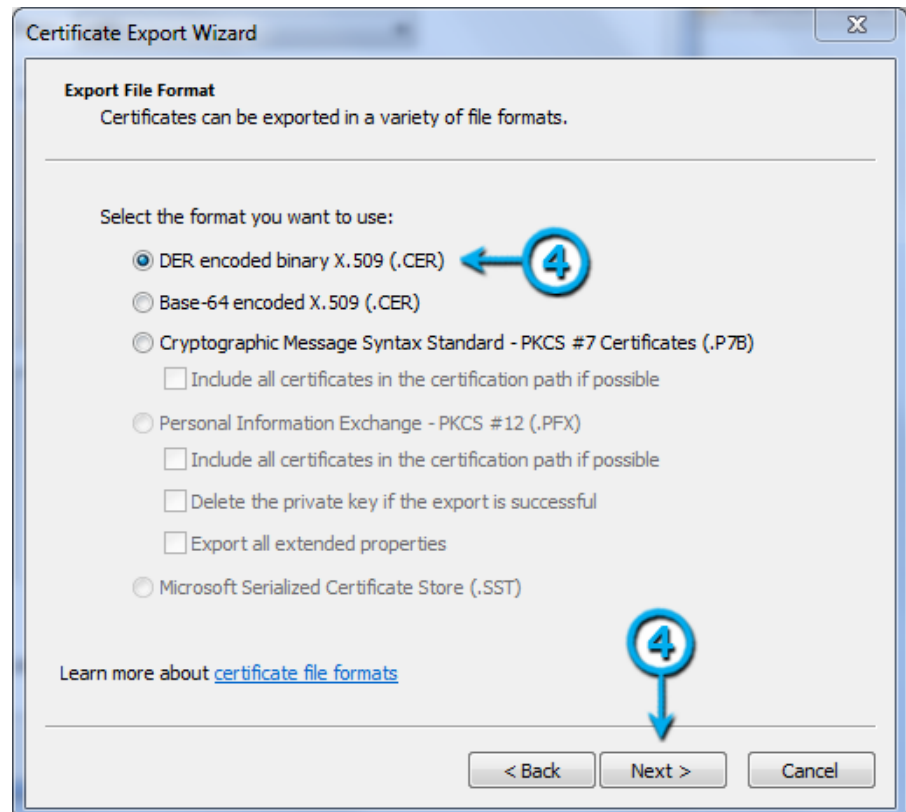 Certificate Export Wizard
Export File Format
Certificates can be exported in a variety of file formats.
Select the format you want to use:
DER encoded binary X.509 (.CER)
4
Base-64 encoded X.509 (.CER)
Cryptographic Message Syntax Standard - PKCS #7 Certificates (.P7B)
Include all certificates in the certification path if possible
Personal Information Exchange - PKCS #12 (.PFX)
Include all certificates in the certification path if possible
Delete the private key if the export is successful
Export all extended properties
Microsoft Serialized Certificate Store (.SST)
4
Learn more about certificate file formats
< Back Next > Cancel